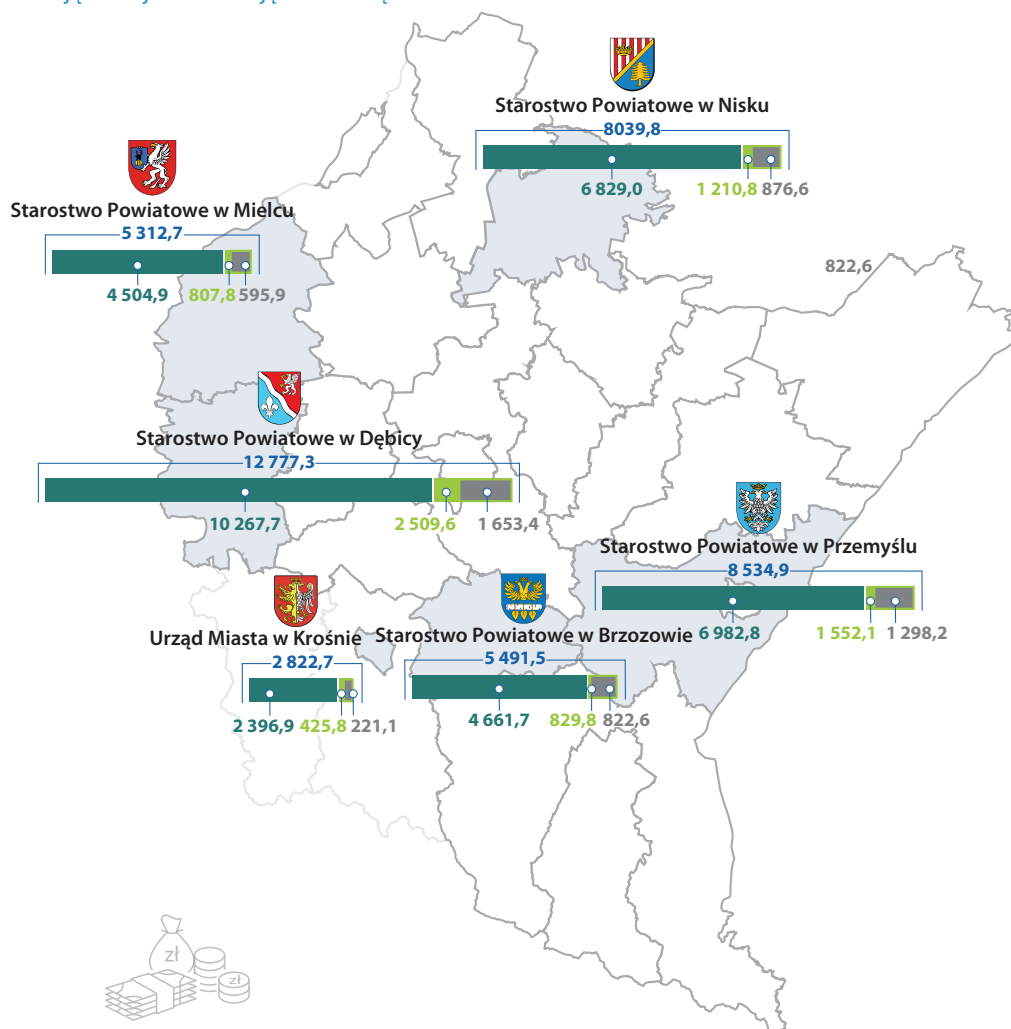 Starostwo Powiatowe w Nisku
8039,8
6 829,0 1 210,8 876,6
Starostwo Powiatowe w Mielcu
5 312,7
4 504,9 807,8 595,9
822,6
Starostwo Powiatowe w Dębicy
12 777,3
10 267,7 2 509,6 1 653,4
Starostwo Powiatowe w Przemyślu
8 534,9
6 982,8 1 552,1 1 298,2
Urząd Miasta w Krośnie
2 822,7
2 396,9 425,8 221,1
Starostwo Powiatowe w Brzozowie
5 491,5
4 661,7 829,8 822,6
zł
zł